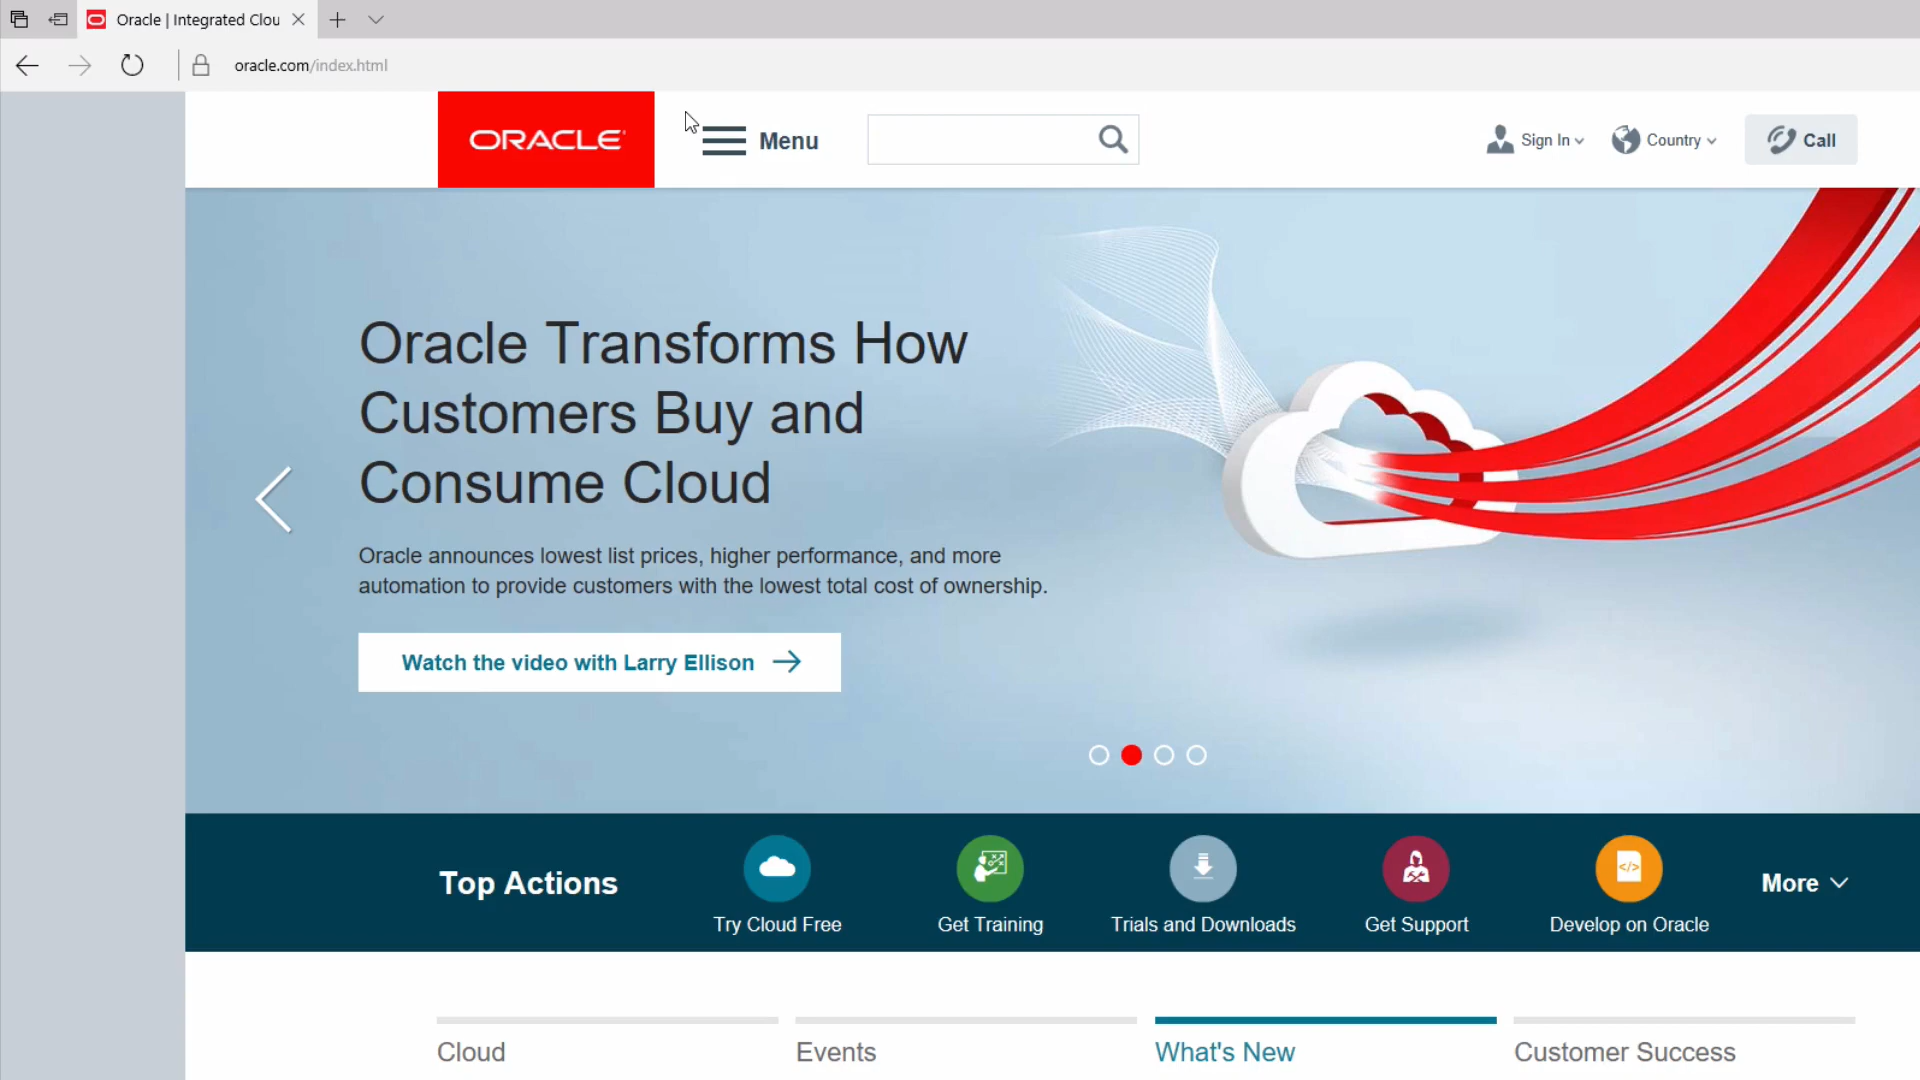 Oracle | Integrated Clou
oracle.com/index.html
ORACLE
Menu
Sign In
Country
Call
Oracle Transforms How
Customers Buy and
Consume Cloud
Oracle announces lowest list prices, higher performance, and more
automation to provide customers with the lowest total cost of ownership.
Watch the video with Larry Ellison
Top Actions
Try Cloud Free
Get Training
Trials and Downloads
Get Support
Develop on Oracle
More
Cloud
Events
What's New
Customer Success